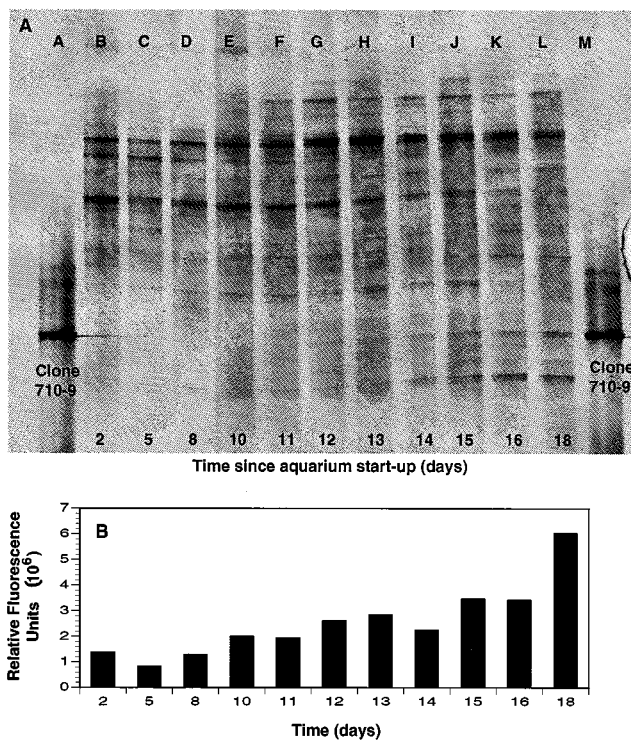 A
A B C D E F G H I J K L M
Clone
710-9
Clone
710-9
2 5 8 10 11 12 13 14 15 16 18
Time since aquarium start-up (days)
B
Relative Fluorescence
Units (10⁶)
7
6
5
4
3
2
1
0
2 5 8 10 11 12 13 14 15 16 18
Time (days)